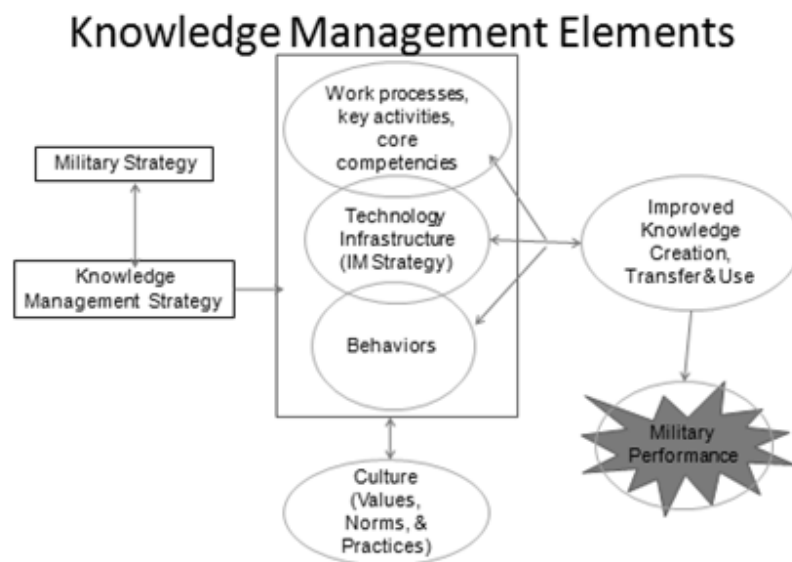 Knowledge Management Elements
Work processes,
key activities,
core
competencies
Military Strategy
Technology
Infrastructure
(IM Strategy)
Improved
Knowledge
Creation,
Transfer & Use
Knowledge
Management Strategy
Behaviors
Military
Performance
Culture
(Values,
Norms, &
Practices)